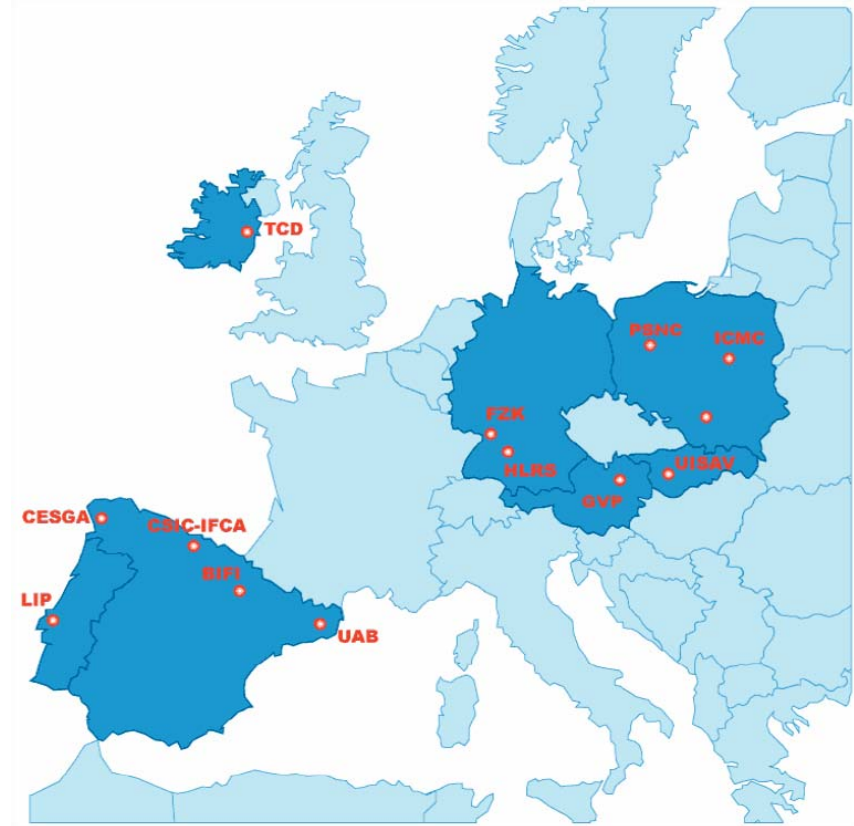 TCD
PSNC
ICMC
FZK
HLRS
UISAV
GVP
CESGA
CSIC-IFCA
BIFI
LIP
UAB